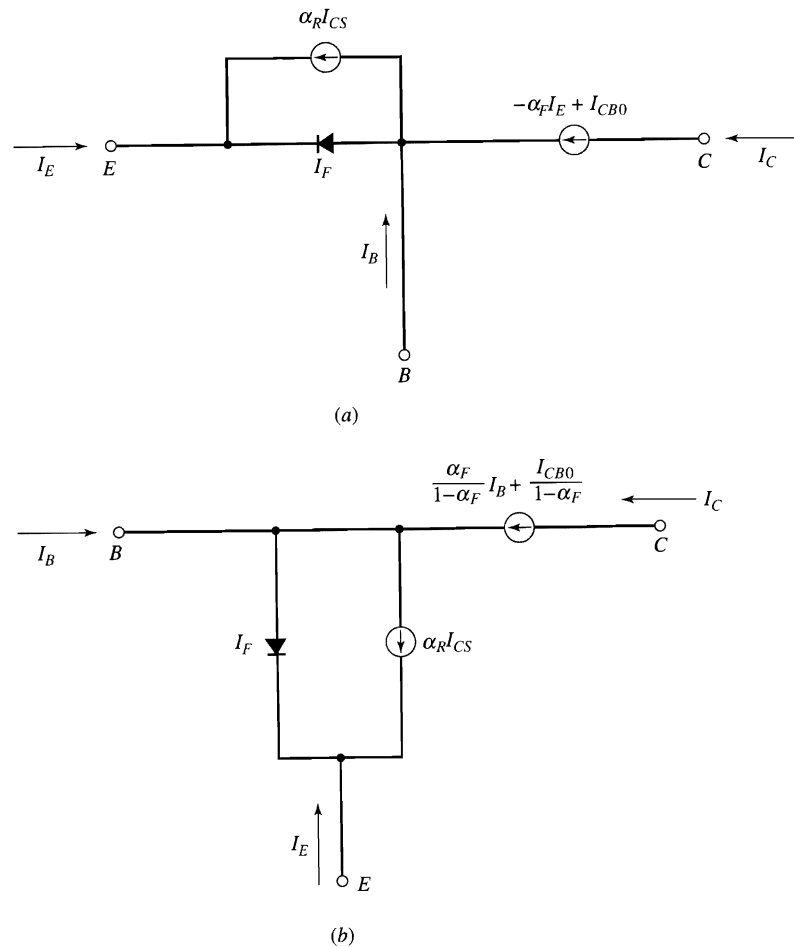 α_R I_CS
−α_F I_E + I_CB0
I_E
E
I_F
C
I_C
I_B
B
(a)
α_F/(1−α_F) I_B + I_CB0/(1−α_F)
I_C
I_B
B
C
I_F
α_R I_CS
I_E
E
(b)